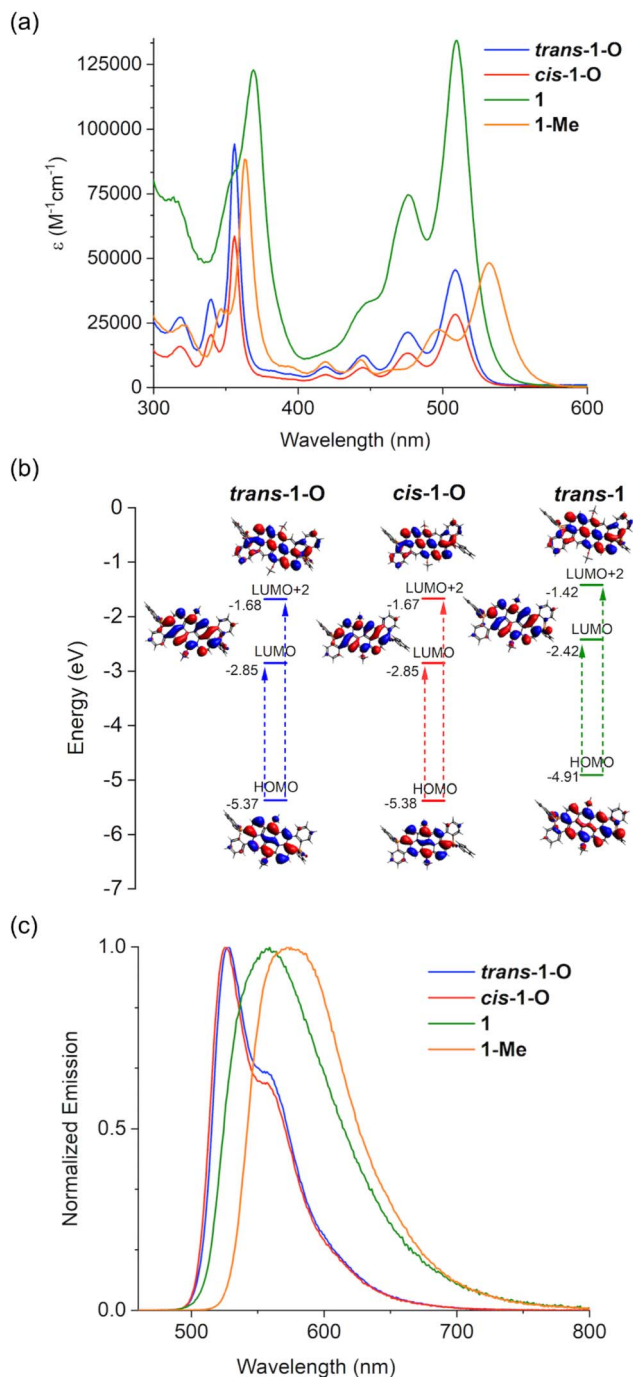 (a)
trans-1-O
cis-1-O
1
1-Me
125000
100000
75000
50000
25000
0
ε (M⁻¹cm⁻¹)
300
400
500
600
Wavelength (nm)
(b)
trans-1-O
cis-1-O
trans-1
0
-1
-2
-3
-4
-5
-6
-7
Energy (eV)
LUMO+2
-1.68
LUMO
-2.85
HOMO
-5.37
LUMO+2
-1.67
LUMO
-2.85
HOMO
-5.38
LUMO+2
-1.42
LUMO
-2.42
HOMO
-4.91
(c)
trans-1-O
cis-1-O
1
1-Me
1.0
0.5
0.0
Normalized Emission
500
600
700
800
Wavelength (nm)